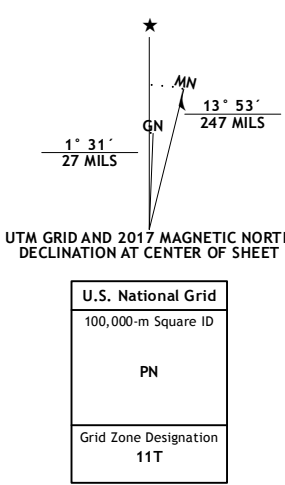 ★
MN
GN
13° 53´
247 MILS
1° 31´
27 MILS
UTM GRID AND 2017 MAGNETIC NORT
DECLINATION AT CENTER OF SHEET
U.S. National Grid
100,000-m Square ID
PN
Grid Zone Designation
11T